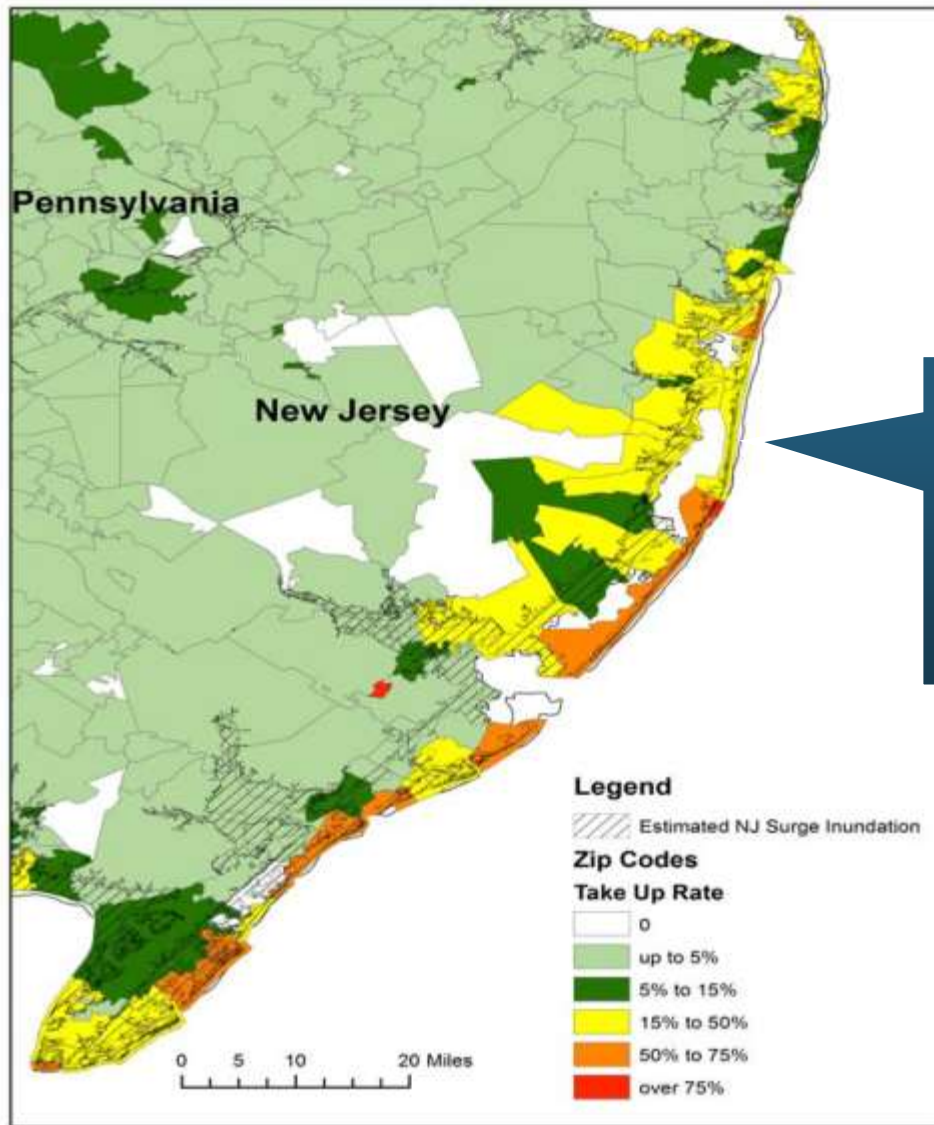 Pennsylvania
New Jersey
Legend
Estimated NJ Surge Inundation
Zip Codes
Take Up Rate
0
up to 5%
5% to 15%
15% to 50%
50% to 75%
over 75%
0 5 10 20 Miles